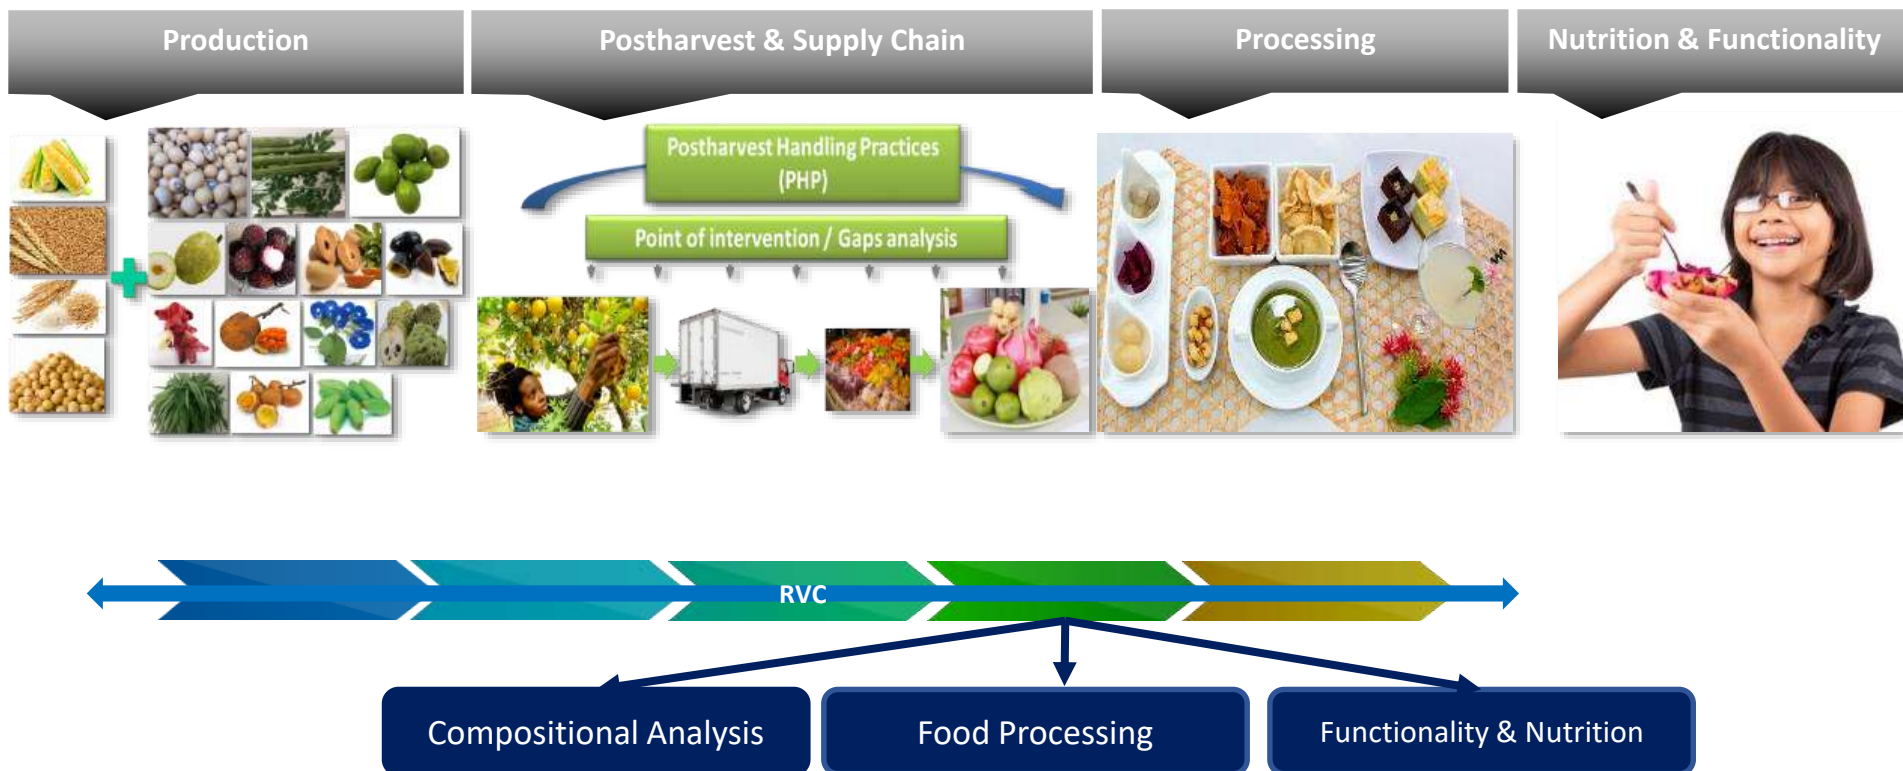 Production
Postharvest & Supply Chain
Processing
Nutrition & Functionality
Postharvest Handling Practices
(PHP)
Point of intervention / Gaps analysis
RVC
Compositional Analysis
Food Processing
Functionality & Nutrition